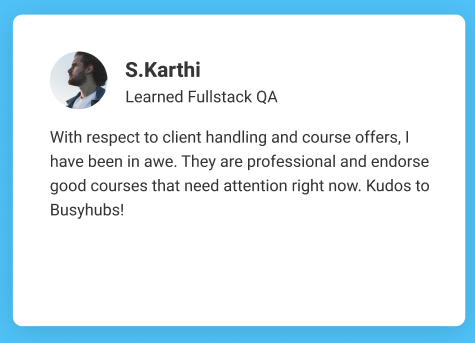 S.Karthi
Learned Fullstack QA
With respect to client handling and course offers, I
have been in awe. They are professional and endorse
good courses that need attention right now. Kudos to
Busyhubs!